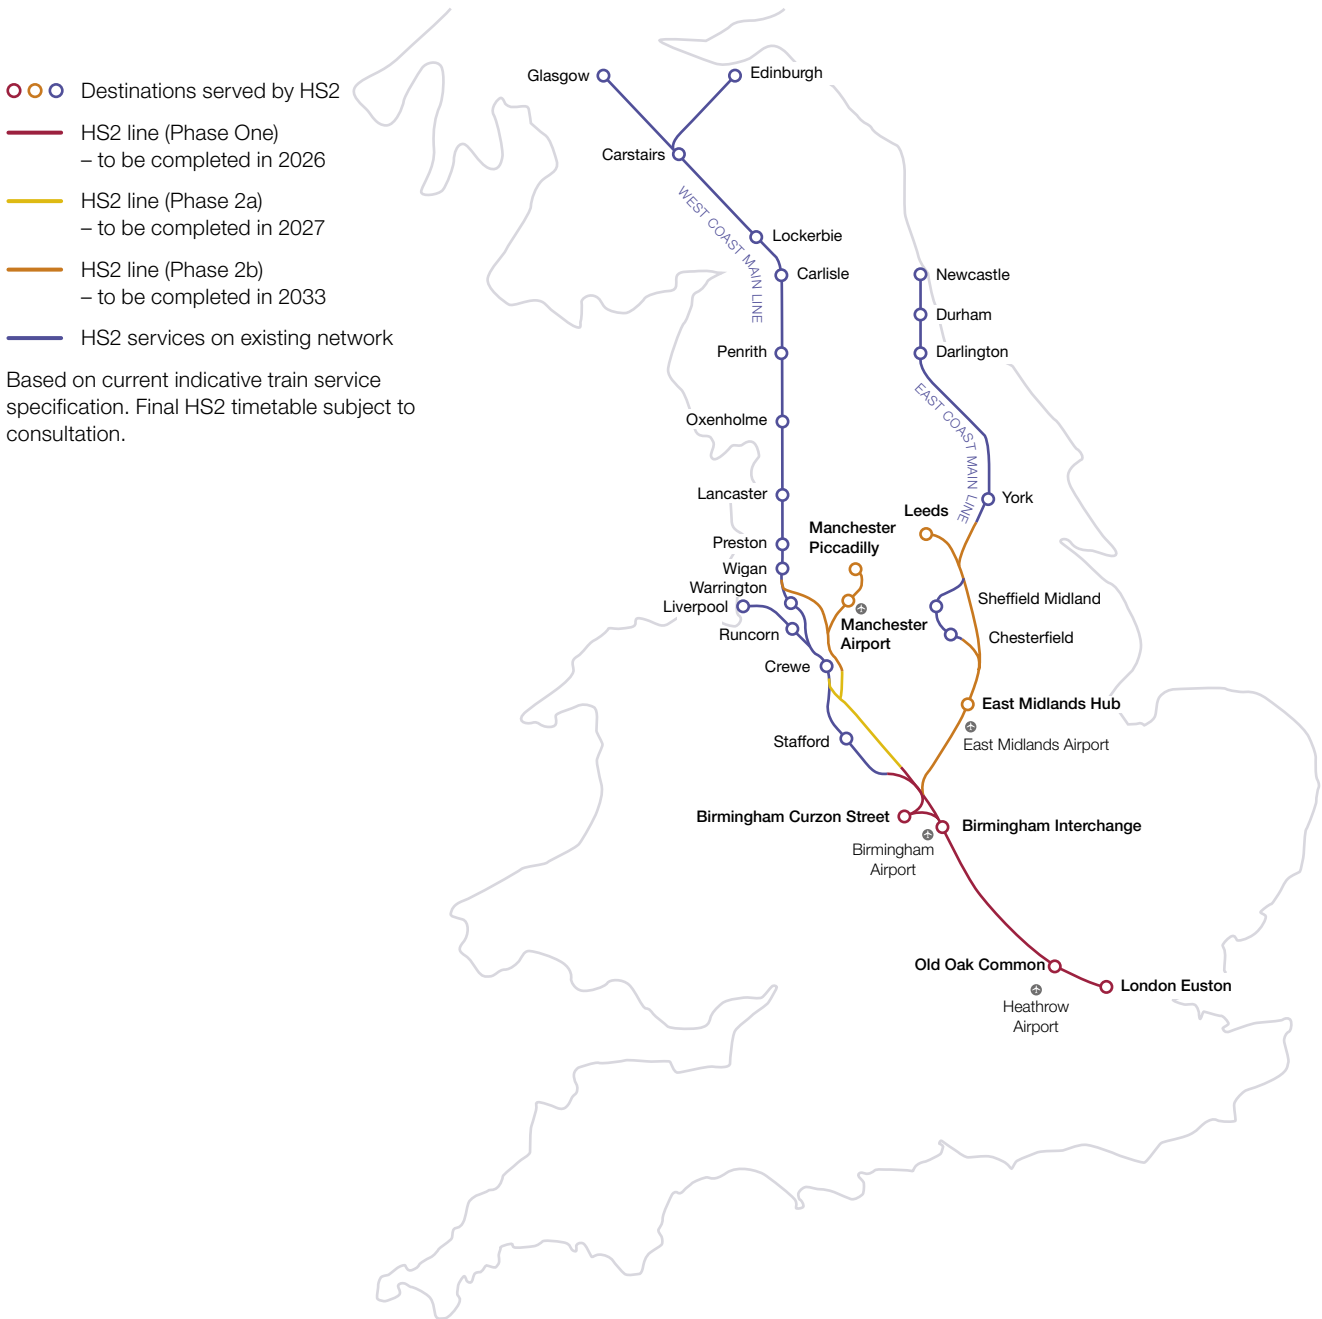 Destinations served by HS2
HS2 line (Phase One)
– to be completed in 2026
HS2 line (Phase 2a)
– to be completed in 2027
HS2 line (Phase 2b)
– to be completed in 2033
HS2 services on existing network
Based on current indicative train service
specification. Final HS2 timetable subject to
consultation.
Glasgow
Edinburgh
Carstairs
WEST COAST MAIN LINE
Lockerbie
Carlisle
Newcastle
Durham
Penrith
Darlington
EAST COAST MAIN LINE
Oxenholme
Lancaster
York
Leeds
Manchester
Piccadilly
Preston
Wigan
Warrington
Liverpool
Sheffield Midland
Runcorn
Manchester
Airport
Chesterfield
Crewe
East Midlands Hub
Stafford
East Midlands Airport
Birmingham Curzon Street
Birmingham Interchange
Birmingham
Airport
Old Oak Common
London Euston
Heathrow
Airport